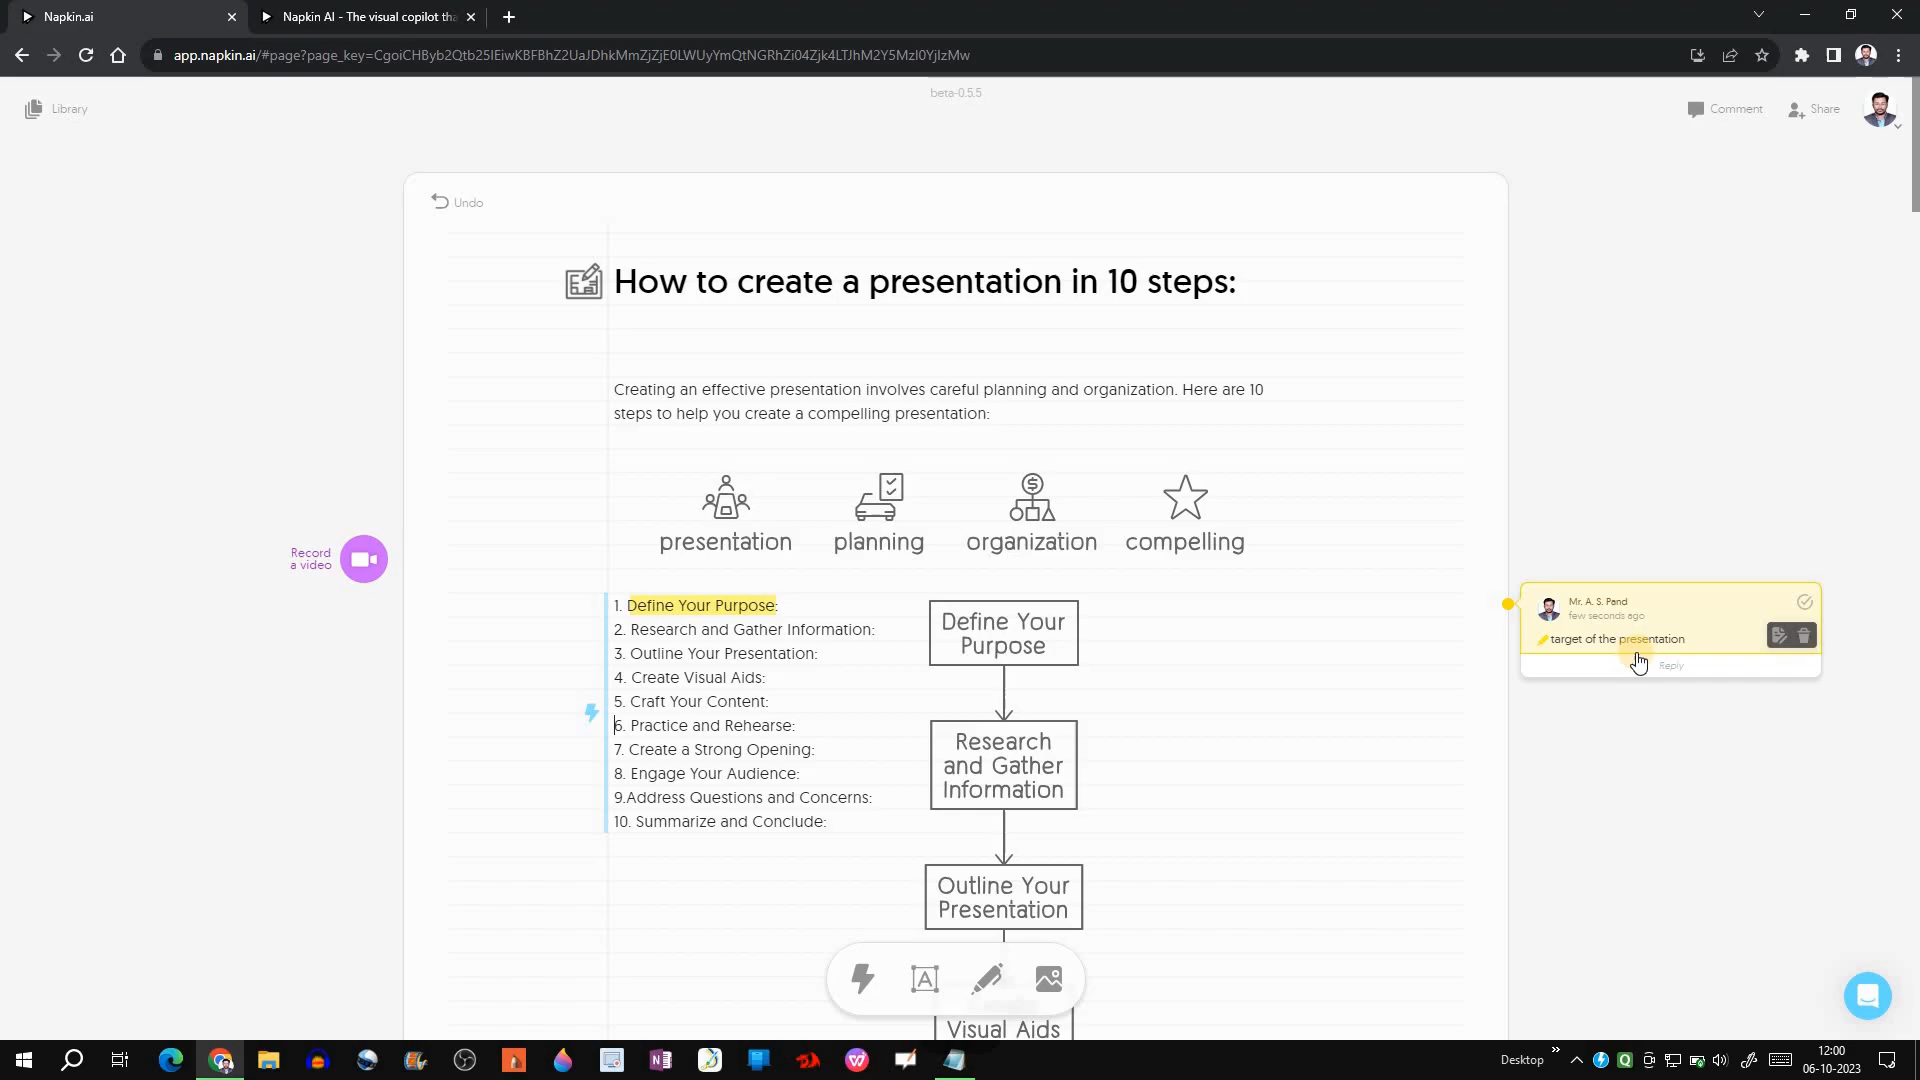 Napkin.ai
Napkin AI - The visual copilot tha
app.napkin.ai/#page?page_key=CgoiCHByb2Qtb25lEiwKBFBhZ2UaJDhkMmZjZjE0LWUyYmQtNGRhZi04Zjk4LTJhM2Y5MzI0YjIzMw
beta-0.5.5
Library
Comment
Share
Undo
How to create a presentation in 10 steps:
Creating an effective presentation involves careful planning and organization. Here are 10
steps to help you create a compelling presentation:
presentation
planning
organization
compelling
Record
a video
1. Define Your Purpose:
2. Research and Gather Information:
3. Outline Your Presentation:
4. Create Visual Aids:
5. Craft Your Content:
6. Practice and Rehearse:
7. Create a Strong Opening:
8. Engage Your Audience:
9.Address Questions and Concerns:
10. Summarize and Conclude:
Define Your
Purpose
Research
and Gather
Information
Outline Your
Presentation
Visual Aids
Mr. A. S. Pand
few seconds ago
target of the presentation
Reply
Desktop
12:00
06-10-2023